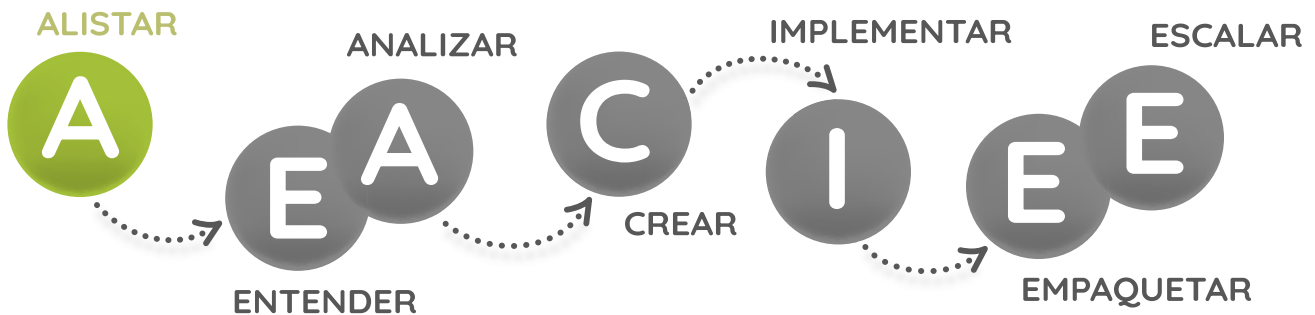 ALISTAR
A
ENTENDER
E
ANALIZAR
A
C
CREAR
IMPLEMENTAR
I
E
EMPAQUETAR
ESCALAR
E